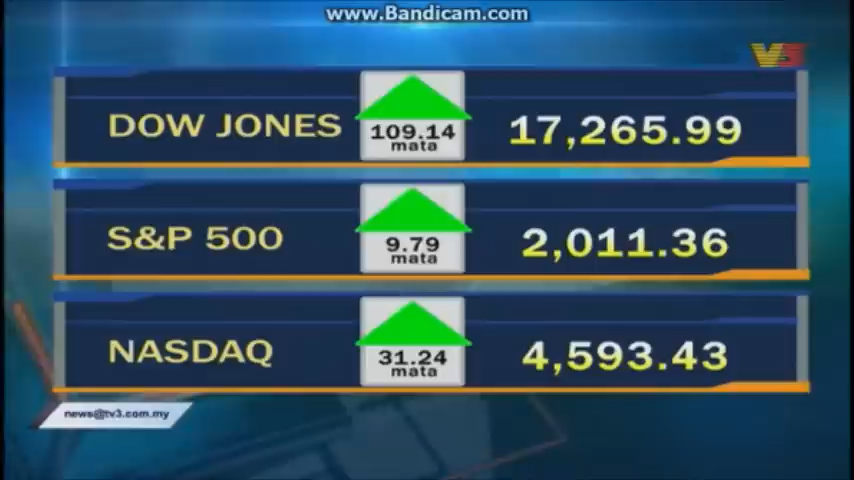 www.Bandicam.com
DOW JONES
109.14
mata
17,265.99
S&P 500
9.79
mata
2,011.36
NASDAQ
31.24
mata
4,593.43
news@tv3.com.my